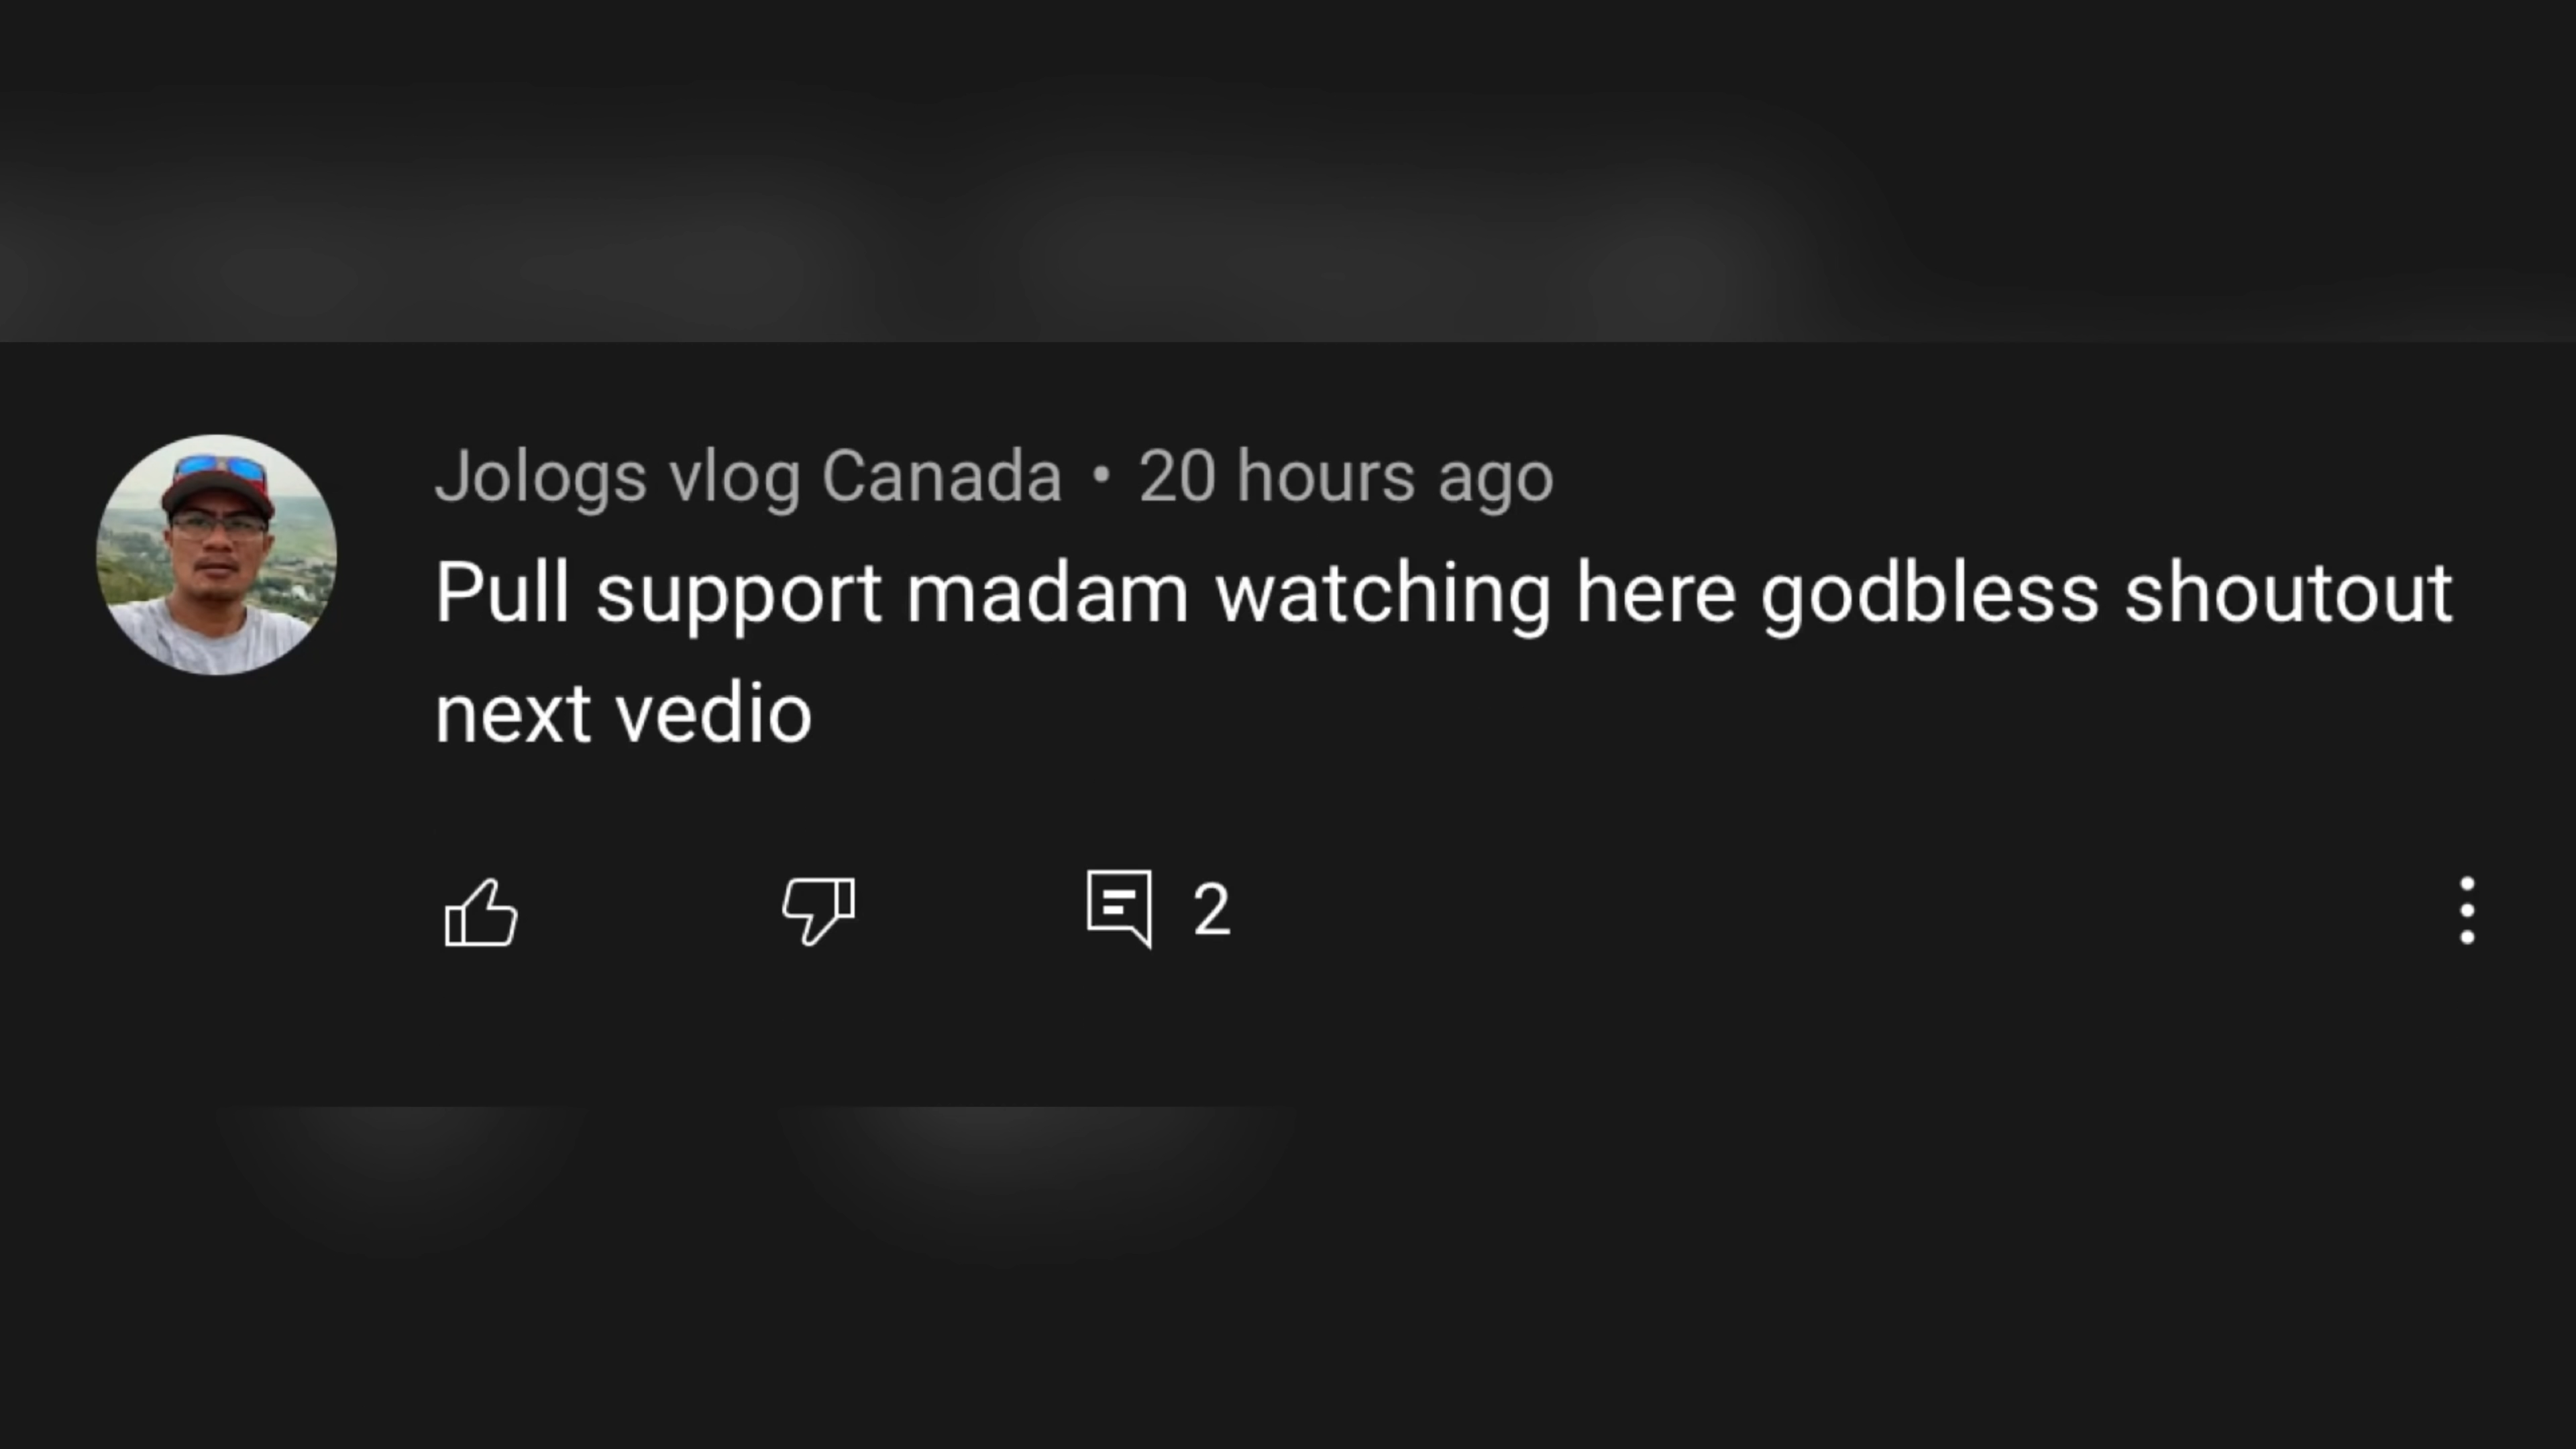 Jologs vlog Canada • 20 hours ago
Pull support madam watching here godbless shoutout
next vedio
2